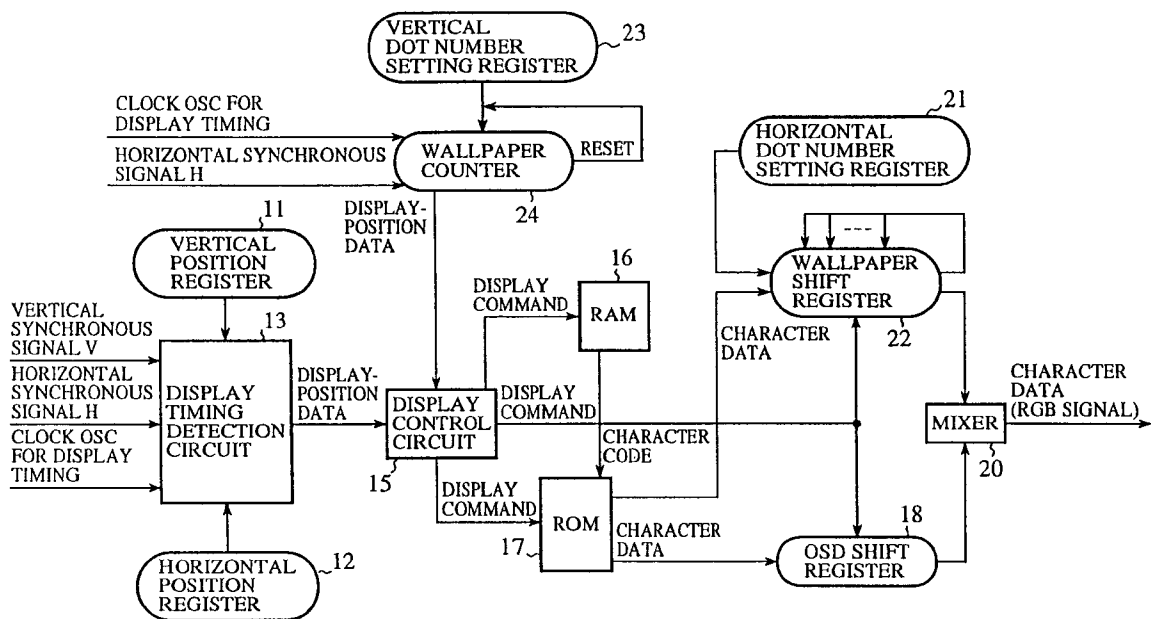 VERTICAL
DOT NUMBER
SETTING REGISTER
23
CLOCK OSC FOR
DISPLAY TIMING
HORIZONTAL SYNCHRONOUS
SIGNAL H
WALLPAPER
COUNTER
RESET
24
21
HORIZONTAL
DOT NUMBER
SETTING REGISTER
DISPLAY-
POSITION
DATA
11
VERTICAL
POSITION
REGISTER
16
RAM
DISPLAY
COMMAND
WALLPAPER
SHIFT
REGISTER
22
CHARACTER
DATA
VERTICAL
SYNCHRONOUS
SIGNAL V
HORIZONTAL
SYNCHRONOUS
SIGNAL H
CLOCK OSC
FOR DISPLAY
TIMING
13
DISPLAY
TIMING
DETECTION
CIRCUIT
DISPLAY-
POSITION
DATA
DISPLAY
CONTROL
CIRCUIT
15
DISPLAY
COMMAND
CHARACTER
CODE
CHARACTER
DATA
(RGB SIGNAL)
MIXER
20
DISPLAY
COMMAND
ROM
17
CHARACTER
DATA
18
OSD SHIFT
REGISTER
12
HORIZONTAL
POSITION
REGISTER